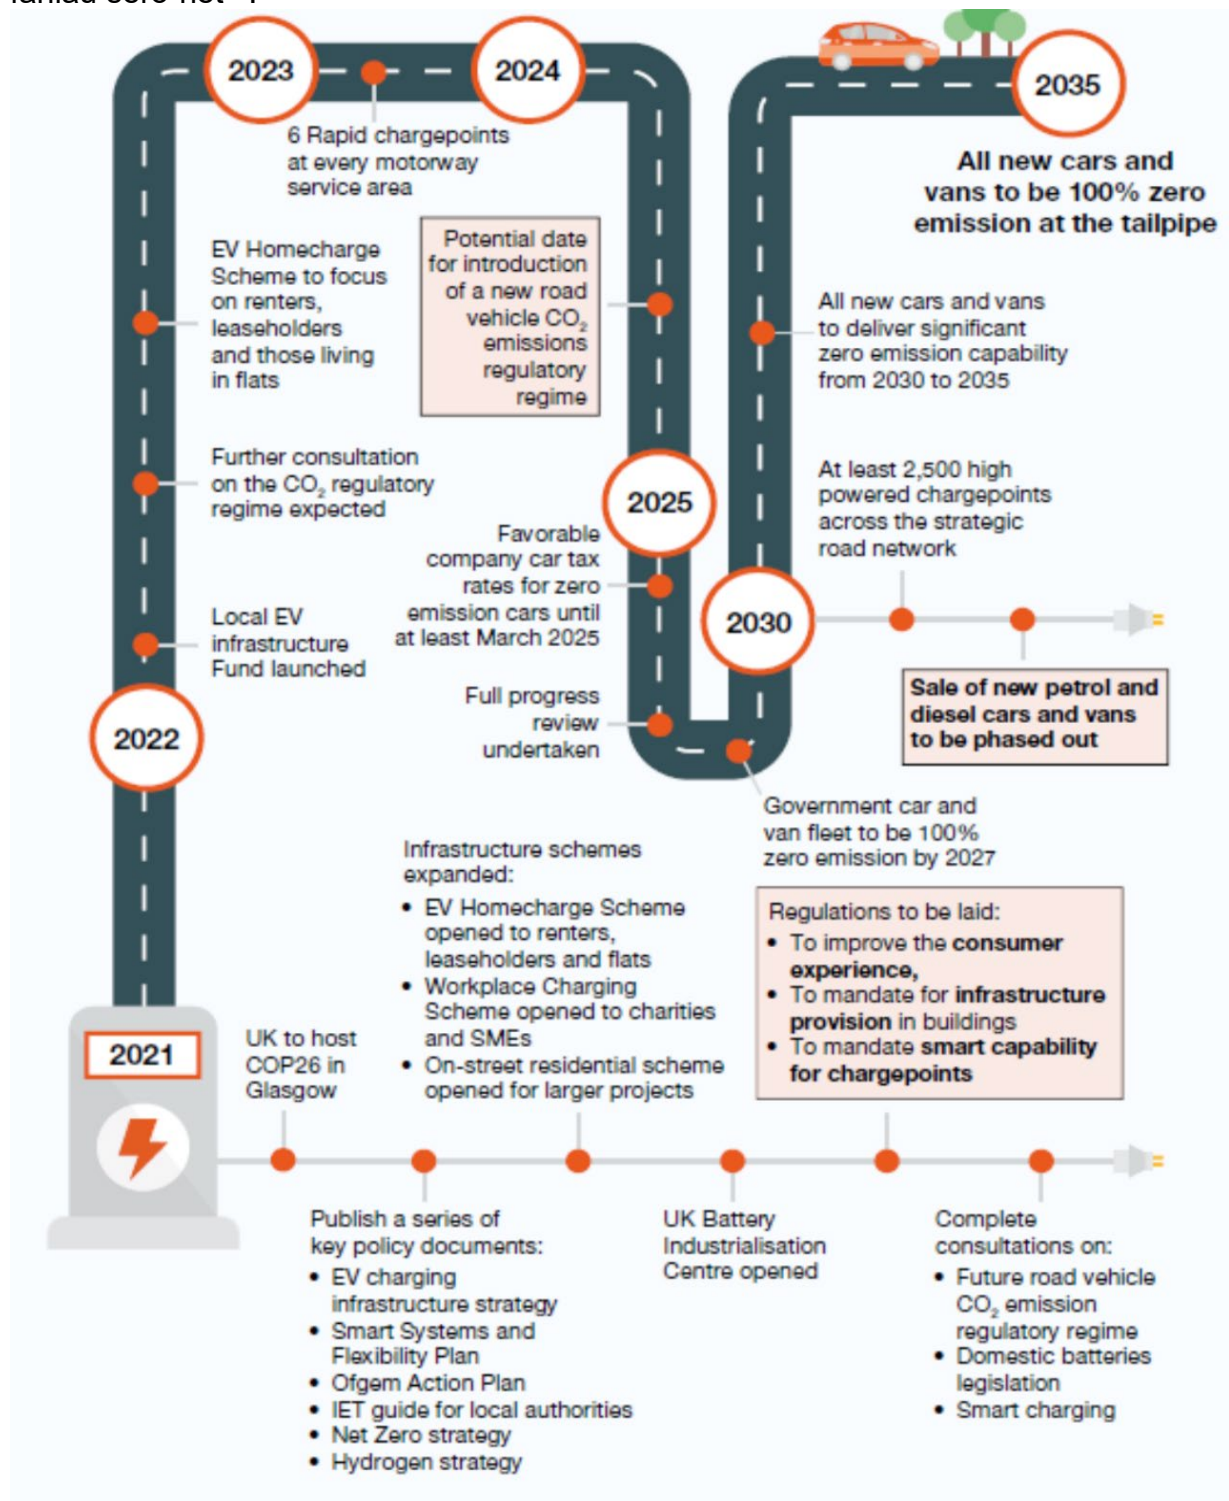 2023
2024
2035
6 Rapid chargepoints
at every motorway
service area
All new cars and
vans to be 100% zero
emission at the tailpipe
EV Homecharge
Scheme to focus
on renters,
leaseholders
and those living
in flats
Potential date
for introduction
of a new road
vehicle CO₂
emissions
regulatory
regime
All new cars and vans
to deliver significant
zero emission capability
from 2030 to 2035
Further consultation
on the CO₂ regulatory
regime expected
2025
At least 2,500 high
powered chargepoints
across the strategic
road network
Favorable
company car tax
rates for zero
emission cars until
at least March 2025
Local EV
infrastructure
Fund launched
2030
Full progress
review
undertaken
Sale of new petrol and
diesel cars and vans
to be phased out
2022
Government car and
van fleet to be 100%
zero emission by 2027
2021
UK to host
COP26 in
Glasgow
Infrastructure schemes
expanded:
• EV Homecharge Scheme
opened to renters,
leaseholders and flats
• Workplace Charging
Scheme opened to charities
and SMEs
• On-street residential scheme
opened for larger projects
Regulations to be laid:
• To improve the consumer
experience,
• To mandate for infrastructure
provision in buildings
• To mandate smart capability
for chargepoints
Publish a series of
key policy documents:
• EV charging
infrastructure strategy
• Smart Systems and
Flexibility Plan
• Ofgem Action Plan
• IET guide for local authorities
• Net Zero strategy
• Hydrogen strategy
UK Battery
Industrialisation
Centre opened
Complete
consultations on:
• Future road vehicle
CO₂ emission
regulatory regime
• Domestic batteries
legislation
• Smart charging